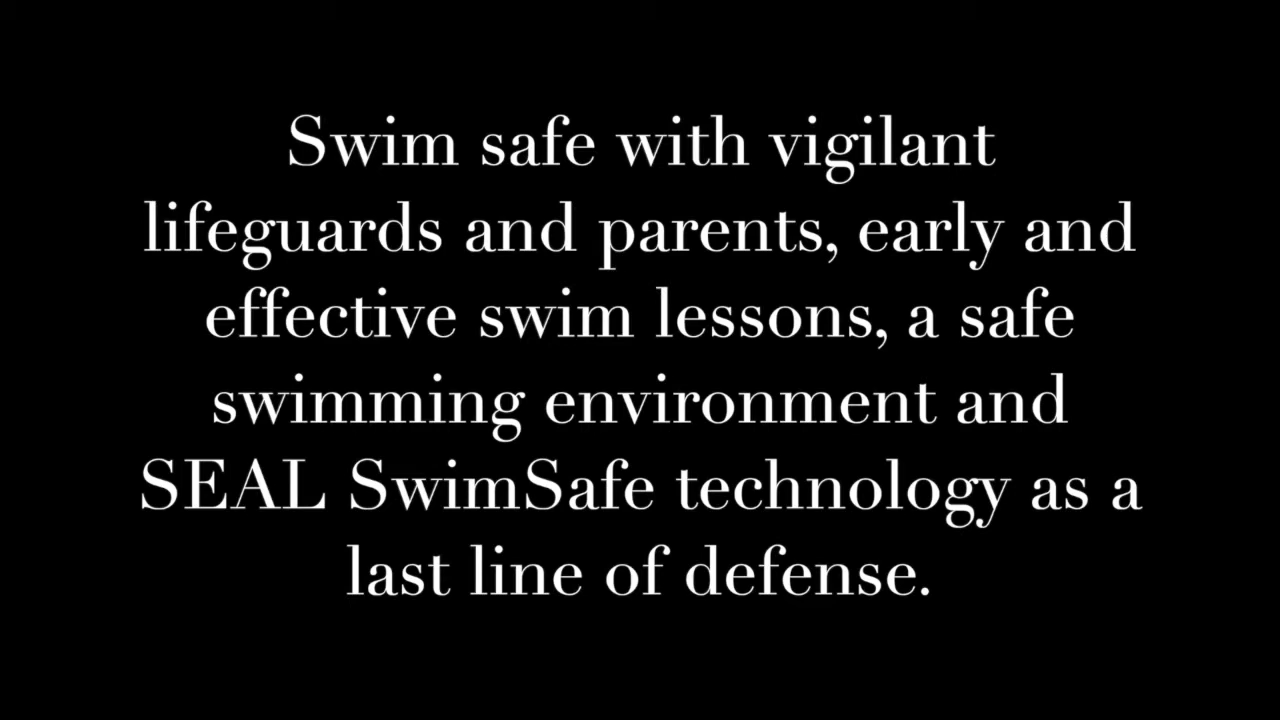 Swim safe with vigilant
lifeguards and parents, early and
effective swim lessons, a safe
swimming environment and
SEAL SwimSafe technology as a
last line of defense.